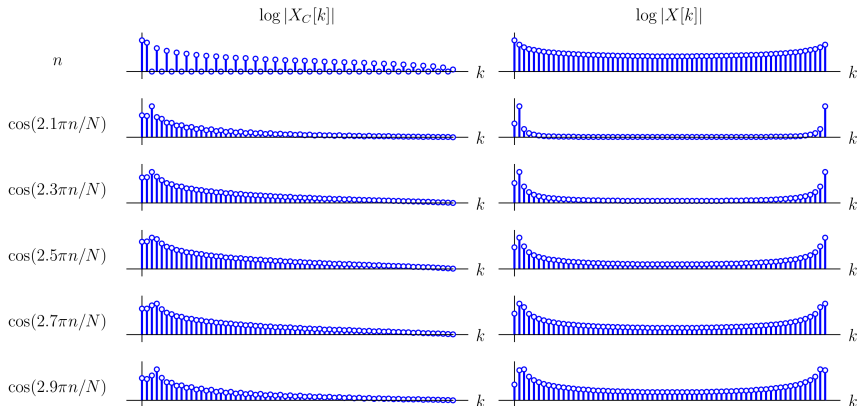 log |X_C[k]| log |X[k]|
n k k
cos(2.1πn/N) k k
cos(2.3πn/N) k k
cos(2.5πn/N) k k
cos(2.7πn/N) k k
cos(2.9πn/N) k k